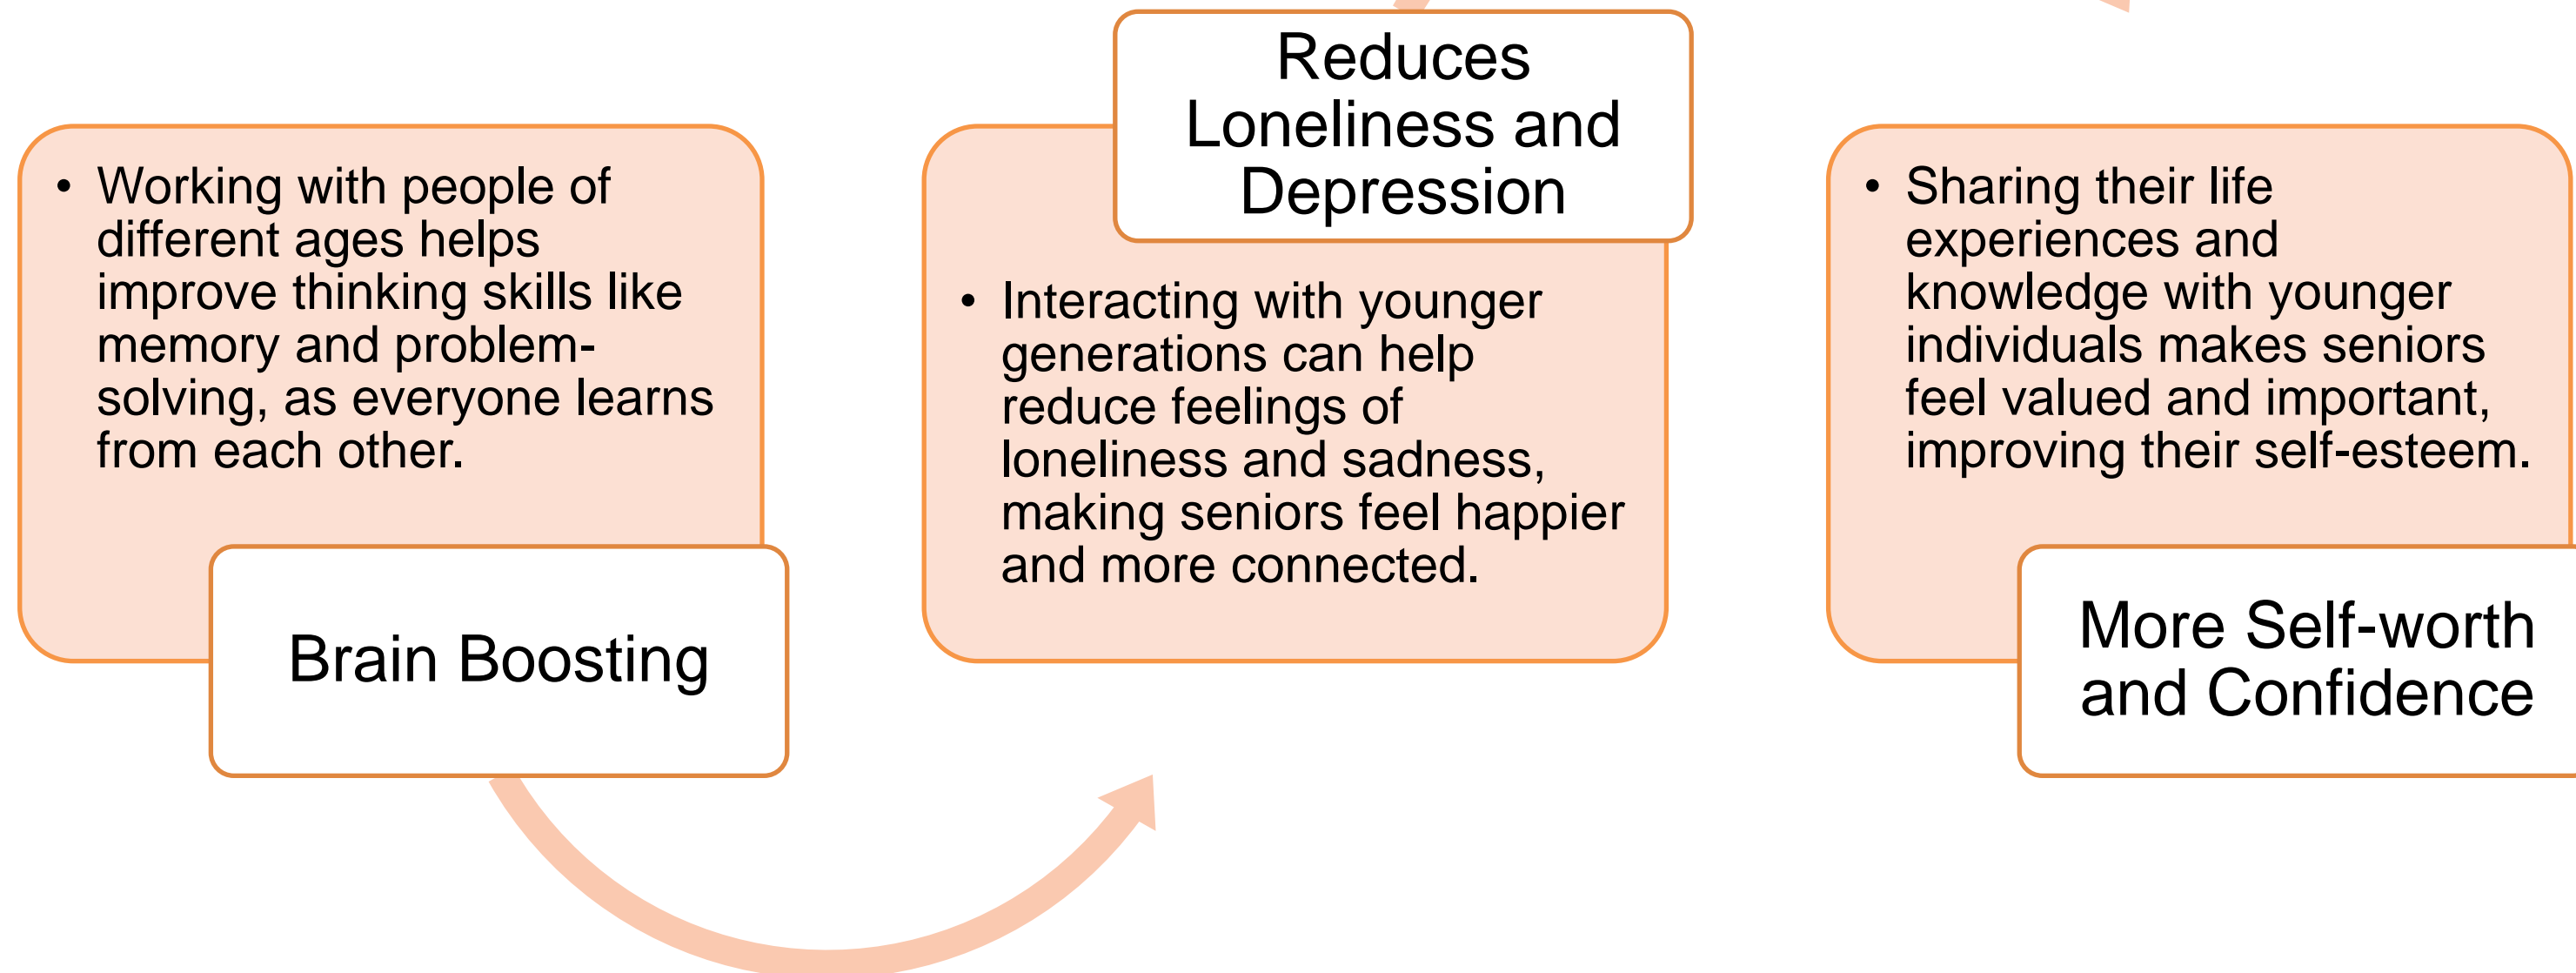 • Working with people of
different ages helps
improve thinking skills like
memory and problem-
solving, as everyone learns
from each other.
Brain Boosting
Reduces
Loneliness and
Depression
• Interacting with younger
generations can help
reduce feelings of
loneliness and sadness,
making seniors feel happier
and more connected.
• Sharing their life
experiences and
knowledge with younger
individuals makes seniors
feel valued and important,
improving their self-esteem.
More Self-worth
and Confidence